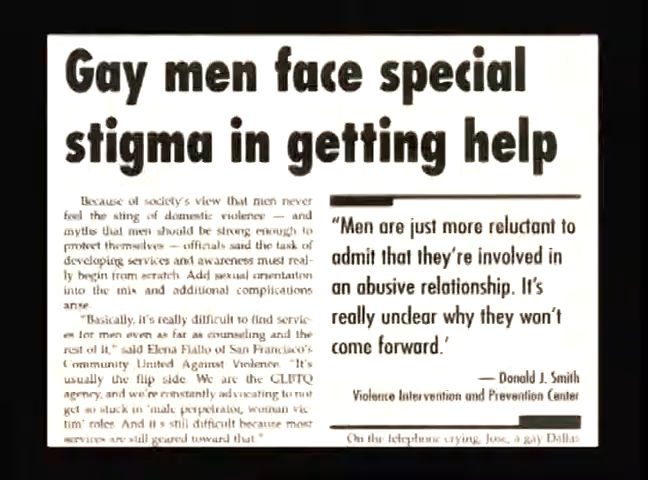 Gay men face special
stigma in getting help
Because of society's view that men never
feel the sting of domestic violence — and
myths that men should be strong enough to
protect themselves — officials said the task of
developing services and awareness must real-
ly begin from scratch. Add sexual orientation
into the mix and additional complications
arise.
"Basically, it's really difficult to find servic-
es for men even as far as counseling and the
rest of it," said Elena Fiallo of San Francisco's
Community United Against Violence. "It's
usually the flip side. We are the GLBTQ
agency, and we're constantly advocating to not
get so stuck in 'male perpetrator, woman vic-
tim' roles. And it's still difficult because most
services are still geared toward that."
"Men are just more reluctant to
admit that they're involved in
an abusive relationship. It's
really unclear why they won't
come forward.'
— Donald J. Smith
Violence Intervention and Prevention Center
On the telephone crying, Jose, a gay Dallas